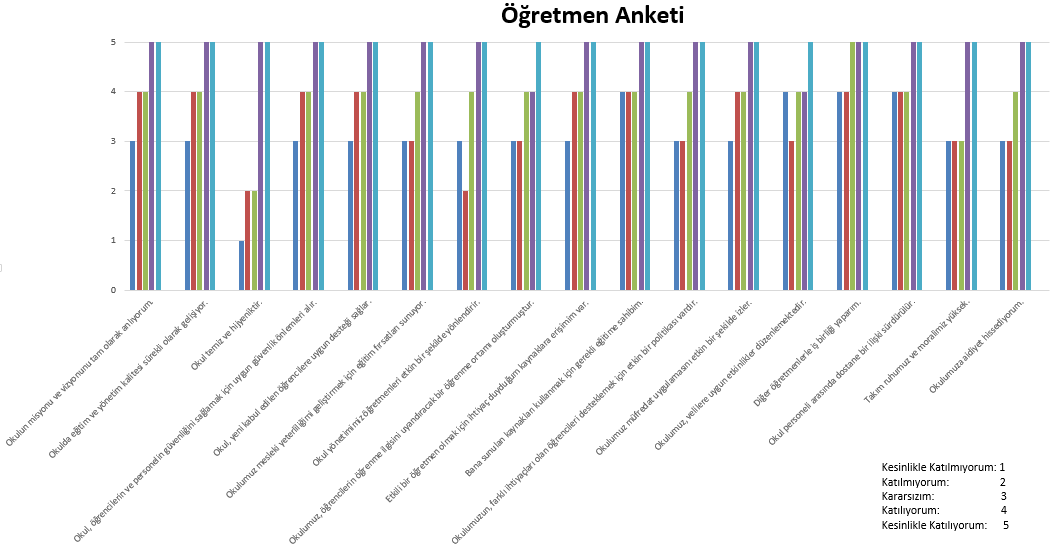 Öğretmen Anketi
5
4
3
2
1
0
Okulun misyonu ve vizyonunu tam olarak anlıyorum.
Okulda eğitim ve yönetim kalitesi sürekli olarak gelişiyor.
Okul temiz ve hijyeniktir.
Okul, öğrencilerin ve personelin güvenliğini sağlamak için uygun güvenlik önlemleri alır.
Okul, yeni kabul edilen öğrencilere uygun desteği sağlar.
Okulumuz mesleki yeterliliğimi geliştirmek için eğitim fırsatları sunuyor.
Okul yönetimi miz öğretmenleri etkin bir şekilde yönlendirir.
Okulumuz, öğrencilerin öğrenme ilgisini uyandıracak bir öğrenme ortamı oluşturmuştur.
Etkili bir öğretmen olmak için ihtiyaç duyduğum kaynaklara erişimim var.
Bana sunulan kaynakları kullanmak için gerekli eğitime sahibim.
Okulumuzun, farklı ihtiyaçları olan öğrencileri desteklemek için etkin bir politikası vardır.
Okulumuz müfredat uygulamasını etkin bir şekilde izler.
Okulumuz, velilere uygun etkinlikler düzenlemektedir.
Diğer öğretmenlerle iş birliği yaparım.
Okul personeli arasında dostane bir ilişki sürdürülür.
Takım ruhumuz ve moralimiz yüksek.
Okulumuza aidiyet hissediyorum.
Kesinlikle Katılmıyorum: 1
Katılmıyorum: 2
Kararsızım: 3
Katılıyorum: 4
Kesinlikle Katılıyorum: 5